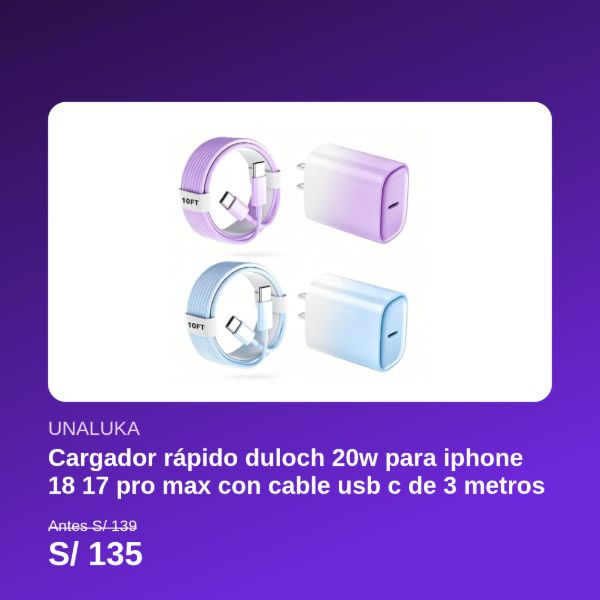 10FT
10FT
UNALUKA
Cargador rápido duloch 20w para iphone
18 17 pro max con cable usb c de 3 metros
Antes S/ 139
S/ 135